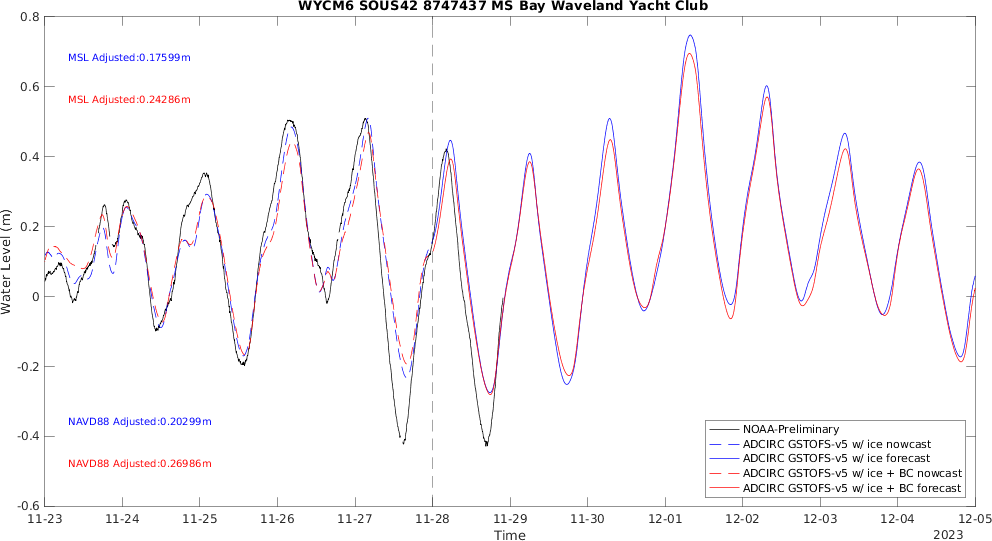 WYCM6 SOUS42 8747437 MS Bay Waveland Yacht Club
0.8
MSL Adjusted:0.17599m
0.6
MSL Adjusted:0.24286m
0.4
0.2
Water Level (m)
0
-0.2
NAVD88 Adjusted:0.20299m
-0.4
NAVD88 Adjusted:0.26986m
-0.6
NOAA-Preliminary
ADCIRC GSTOFS-v5 w/ ice nowcast
ADCIRC GSTOFS-v5 w/ ice forecast
ADCIRC GSTOFS-v5 w/ ice + BC nowcast
ADCIRC GSTOFS-v5 w/ ice + BC forecast
11-23 11-24 11-25 11-26 11-27 11-28 11-29 11-30 12-01 12-02 12-03 12-04 12-05
Time
2023